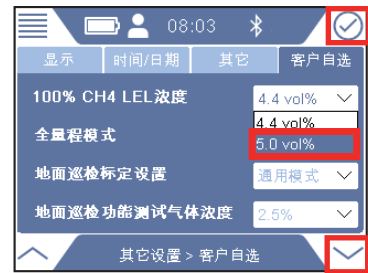 08:03
显示 时间/日期 其它 客户自选
100% CH4 LEL浓度 4.4 vol%
4.4 vol%
全量程模式 5.0 vol%
地面巡检标定设置 通用模式
地面巡检功能测试气体浓度 2.5%
其它设置 > 客户自选